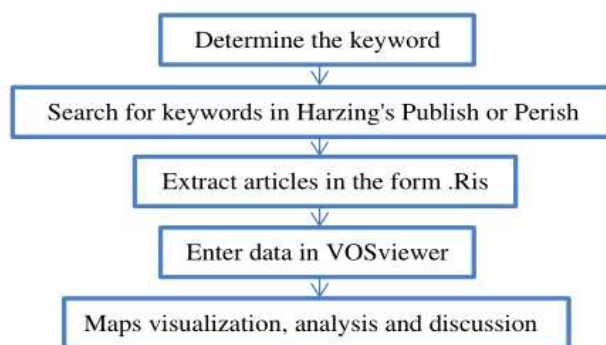 Determine the keyword
Search for keywords in Harzing's Publish or Perish
Extract articles in the form .Ris
Enter data in VOSviewer
Maps visualization, analysis and discussion